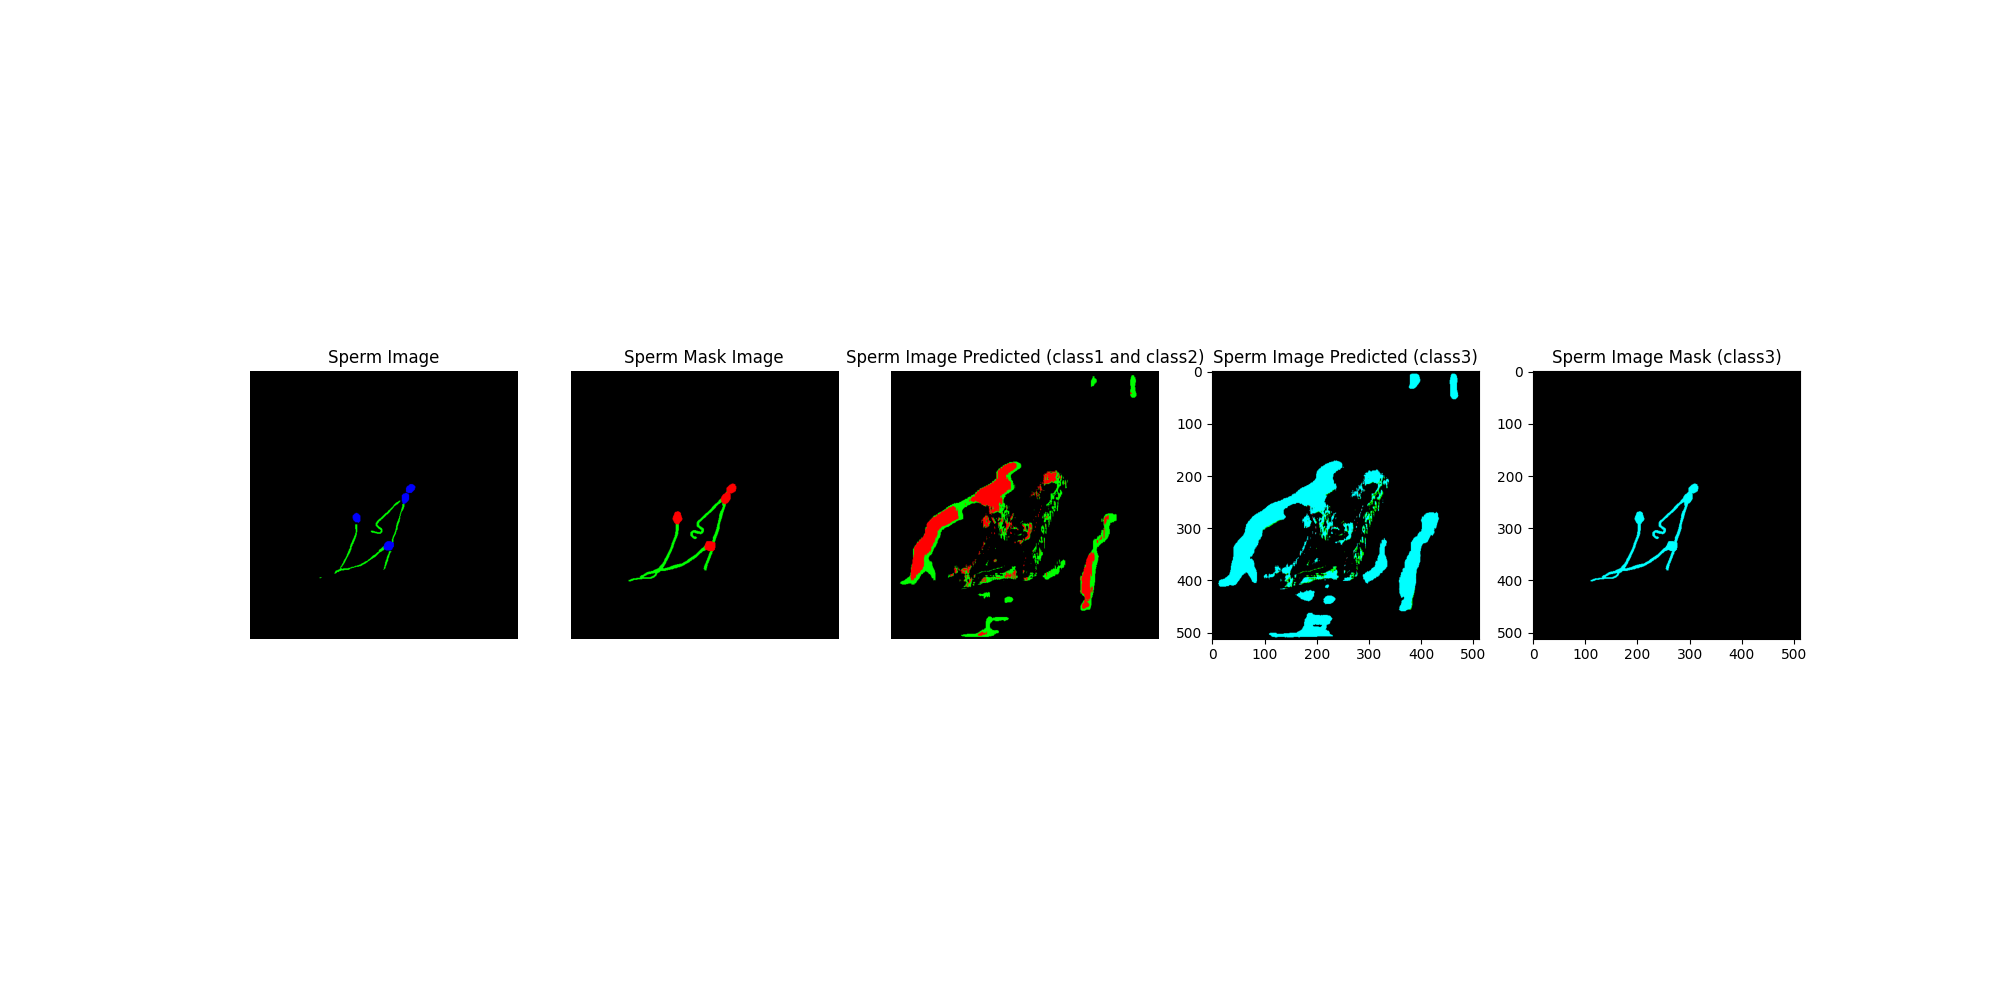 Sperm Image
Sperm Mask Image
Sperm Image Predicted (class1 and class2)
Sperm Image Predicted (class3)
Sperm Image Mask (class3)
0
100
200
300
400
500
0 100 200 300 400 500
0
100
200
300
400
500
0 100 200 300 400 500